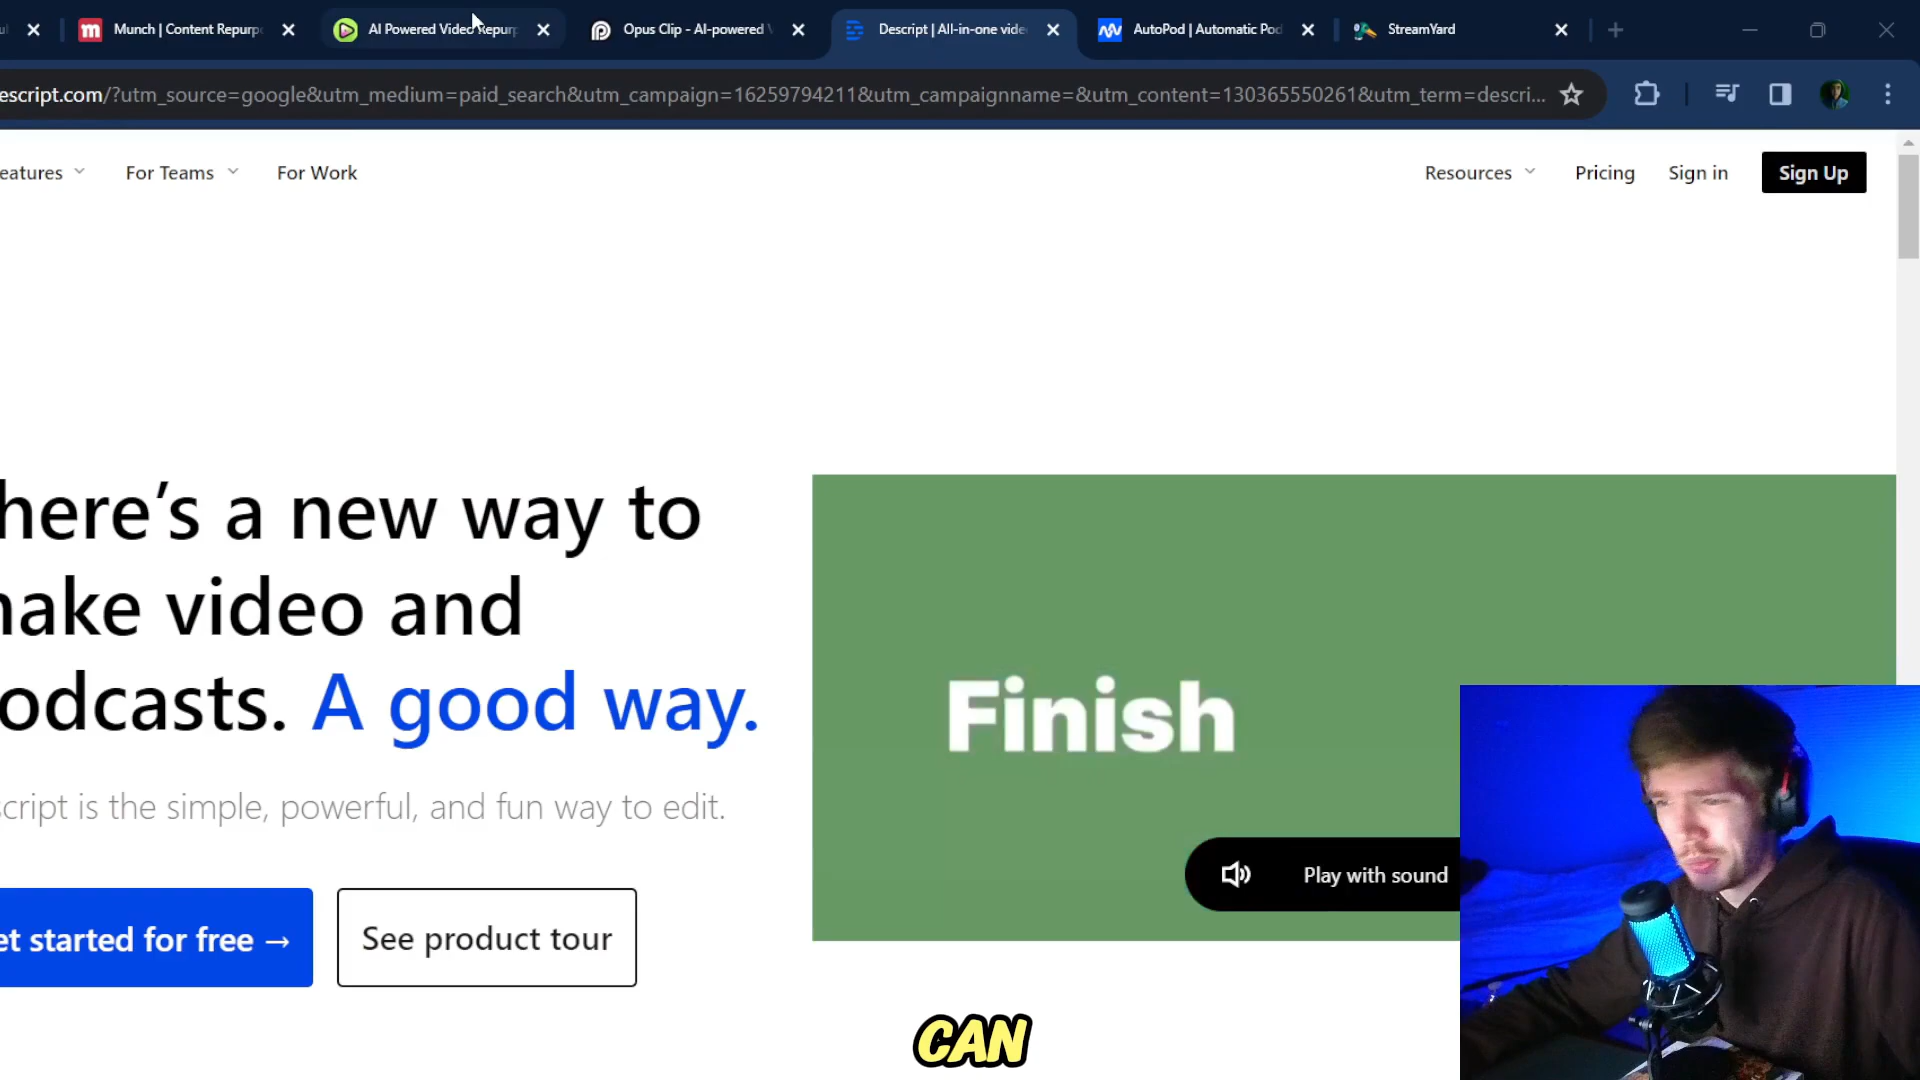 Munch | Content Repurp
AI Powered Video Repurp
Opus Clip - AI-powered V
Descript | All-in-one vide
AutoPod | Automatic Pod
StreamYard
escript.com/?utm_source=google&utm_medium=paid_search&utm_campaign=16259794211&utm_campaignname=&utm_content=130365550261&utm_term=descri...
eatures
For Teams
For Work
Resources
Pricing
Sign in
Sign Up
here's a new way to
make video and
odcasts. A good way.
script is the simple, powerful, and fun way to edit.
et started for free →
See product tour
Finish
Play with sound
CAN